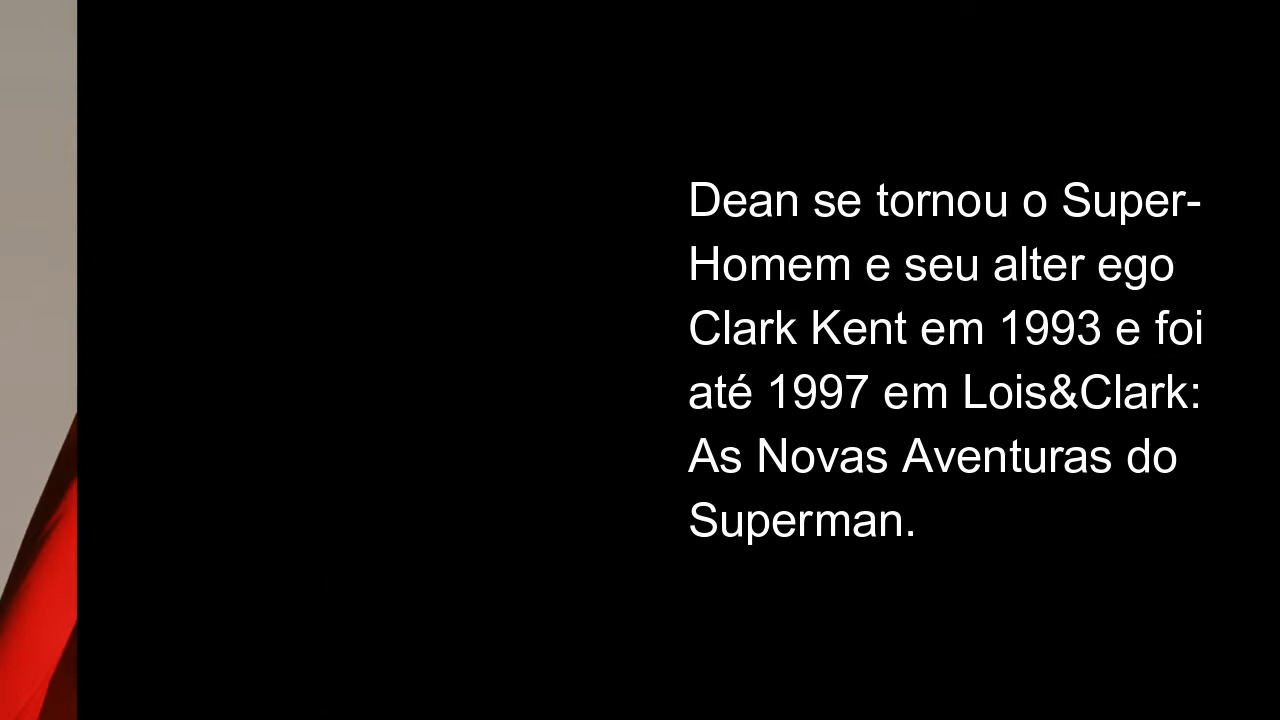 Dean se tornou o Super-
Homem e seu alter ego
Clark Kent em 1993 e foi
até 1997 em Lois&Clark:
As Novas Aventuras do
Superman.